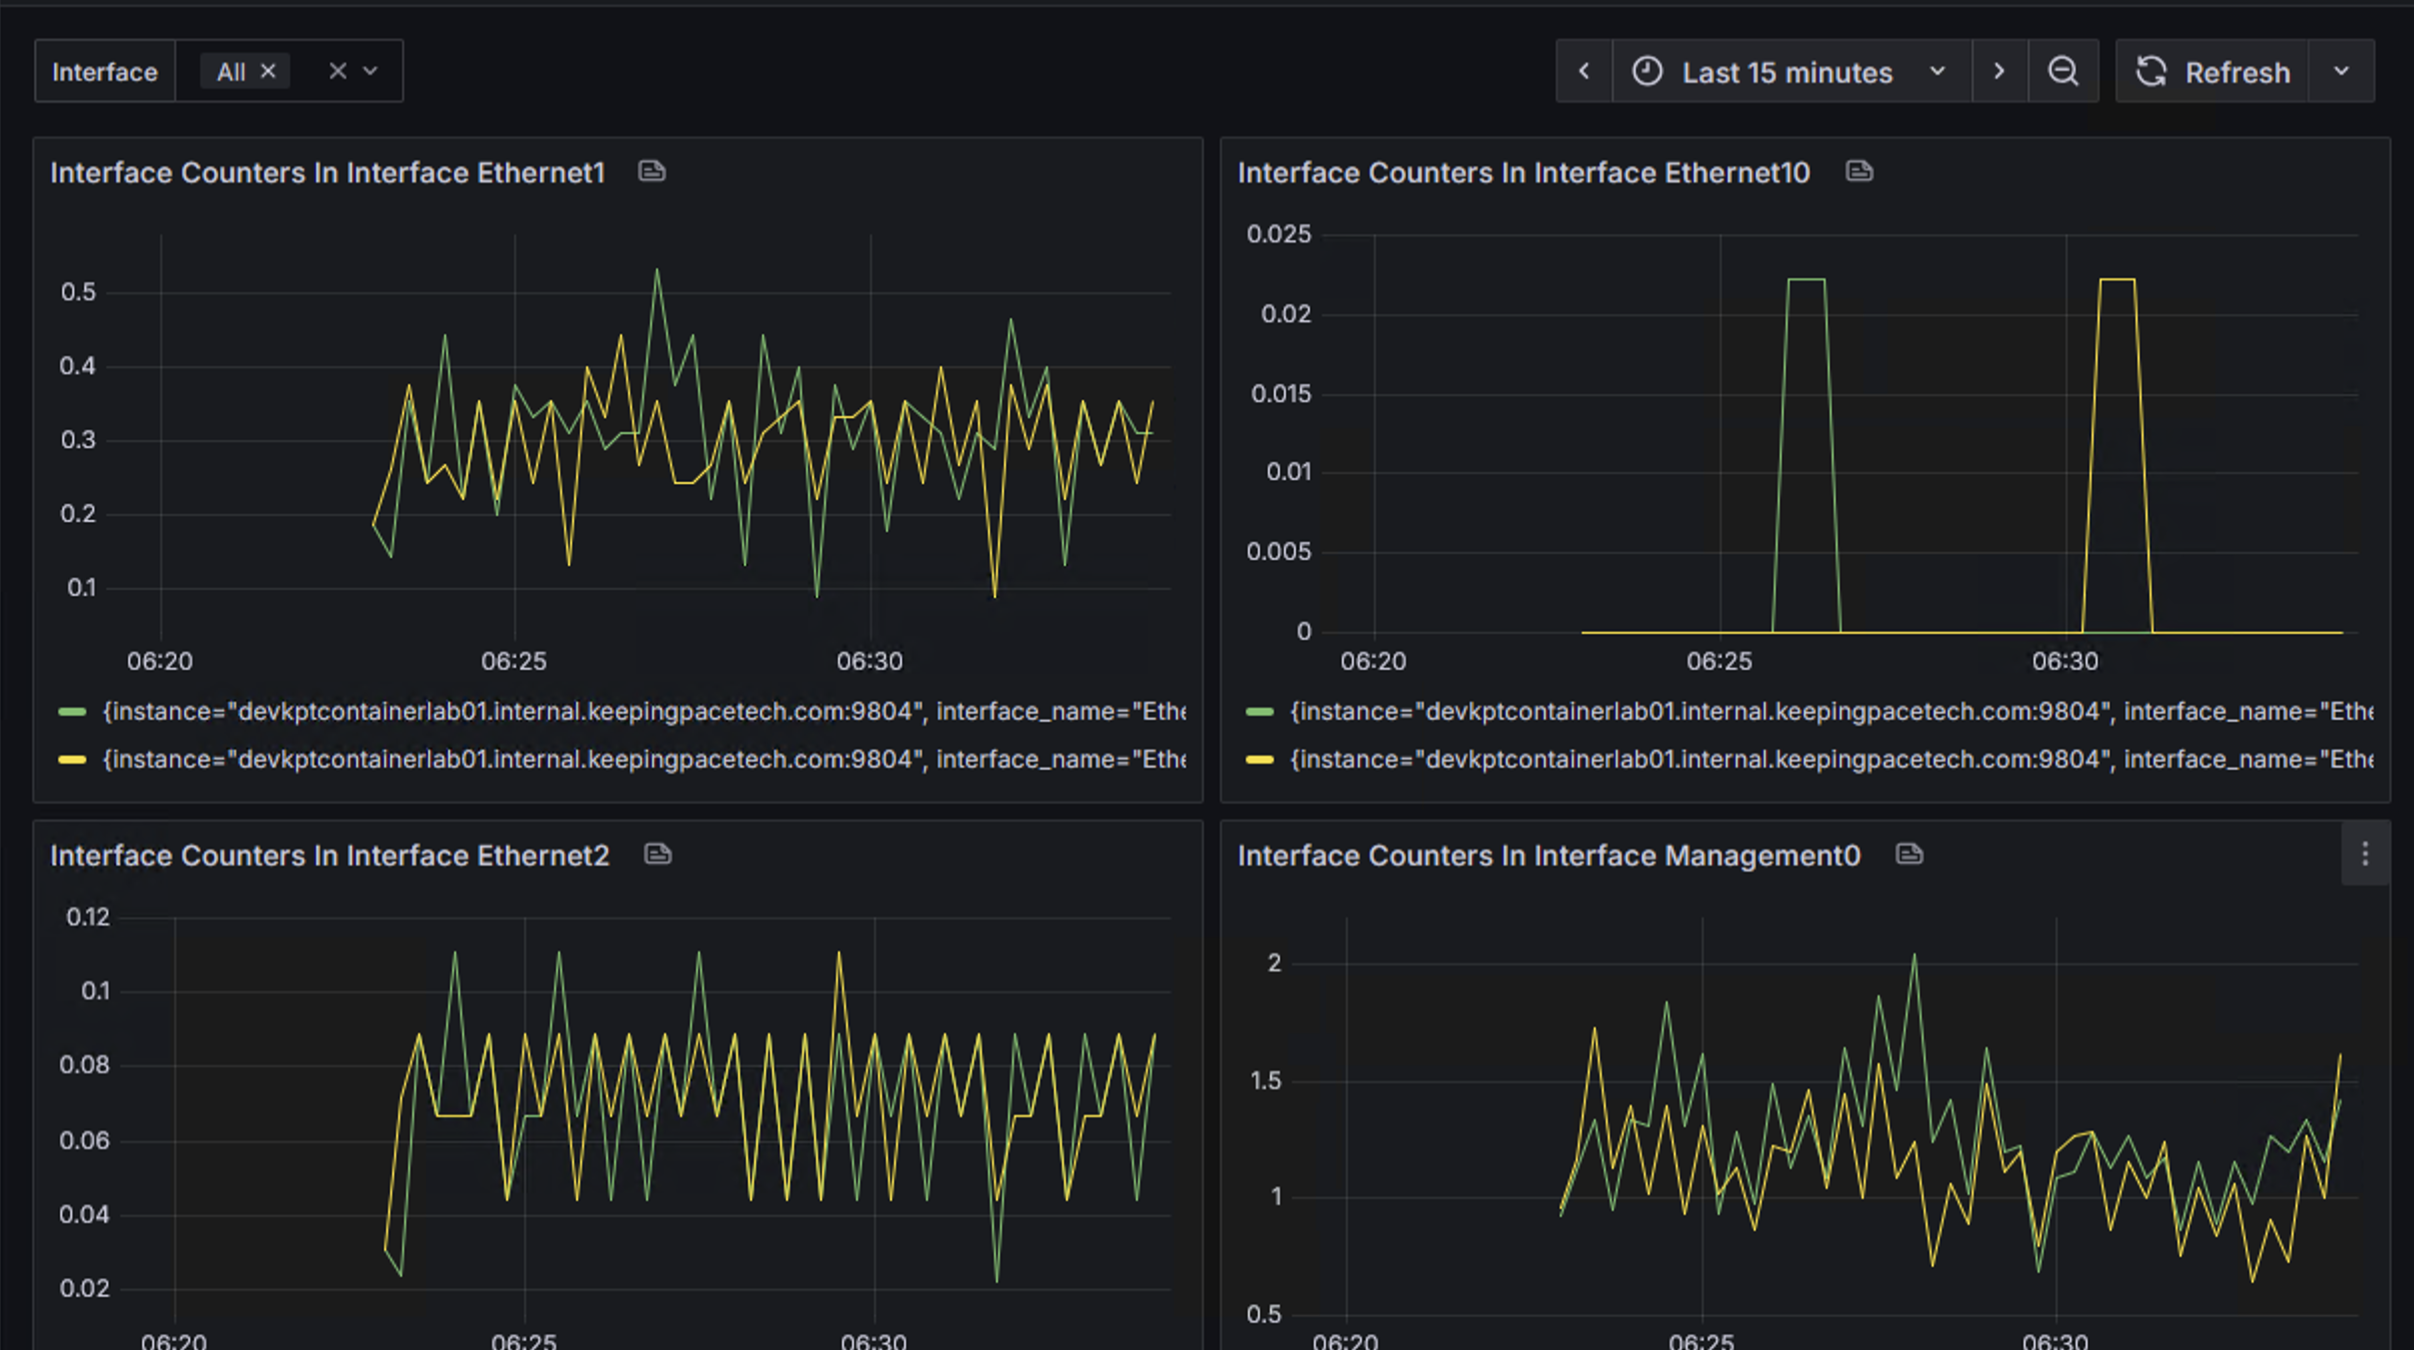 Interface All Last 15 minutes Refresh
Interface Counters In Interface Ethernet1
0.5
0.4
0.3
0.2
0.1
06:20 06:25 06:30
{instance="devkptcontainerlab01.internal.keepingpacetech.com:9804", interface_name="Ethe
{instance="devkptcontainerlab01.internal.keepingpacetech.com:9804", interface_name="Ethe
Interface Counters In Interface Ethernet10
0.025
0.02
0.015
0.01
0.005
0
06:20 06:25 06:30
{instance="devkptcontainerlab01.internal.keepingpacetech.com:9804", interface_name="Ethe
{instance="devkptcontainerlab01.internal.keepingpacetech.com:9804", interface_name="Ethe
Interface Counters In Interface Ethernet2
0.12
0.1
0.08
0.06
0.04
0.02
06:20 06:25 06:30
Interface Counters In Interface Management0
2
1.5
1
0.5
06:20 06:25 06:30